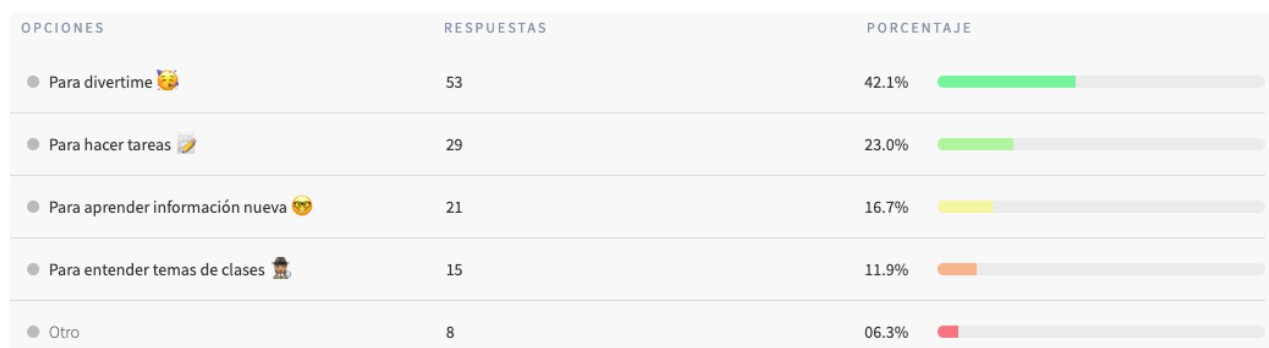 OPCIONES RESPUESTAS PORCENTAJE
Para divertime 🥳 53 42.1%
Para hacer tareas 📝 29 23.0%
Para aprender información nueva 🤓 21 16.7%
Para entender temas de clases 🕵🏽‍♂️ 15 11.9%
Otro 8 06.3%